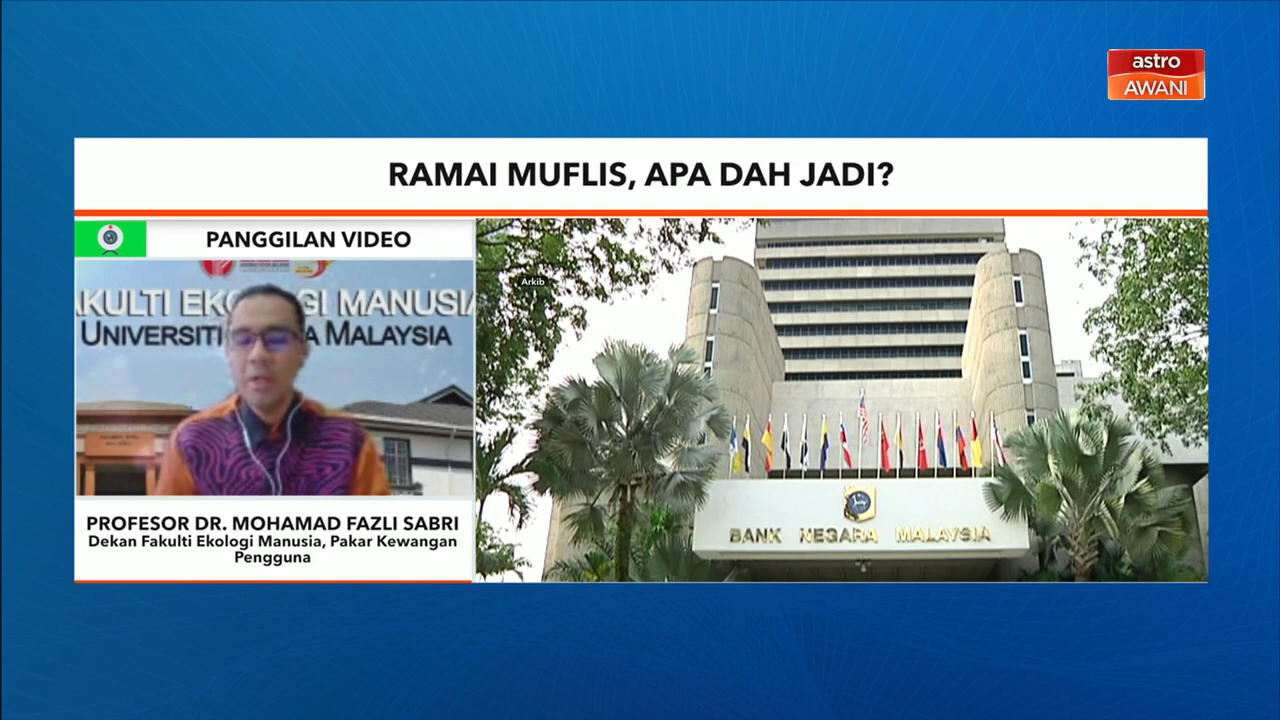 astro
AWANI
RAMAI MUFLIS, APA DAH JADI?
PANGGILAN VIDEO
AKULTI EKOLOGI MANUSIA
UNIVERSITI MALAYSIA
PROFESOR DR. MOHAMAD FAZLI SABRI
Dekan Fakulti Ekologi Manusia, Pakar Kewangan
Pengguna
Arkib
BANK NEGARA MALAYSIA